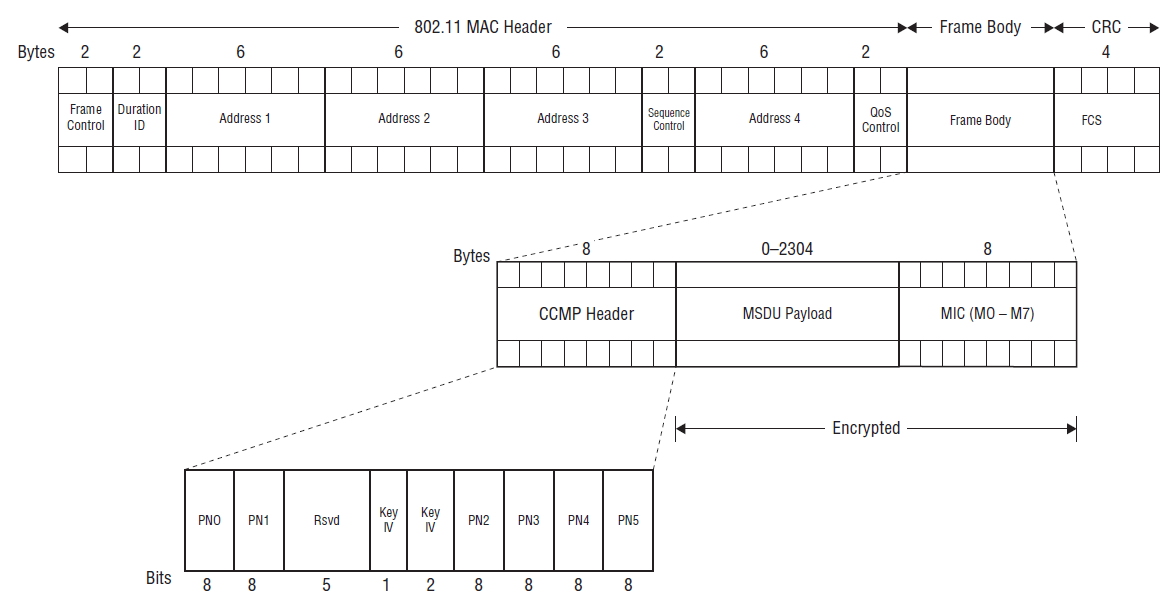 802.11 MAC Header Frame Body CRC
Bytes 2 2 6 6 6 2 6 2 4
Frame Control
Duration ID
Address 1
Address 2
Address 3
Sequence Control
Address 4
QoS Control
Frame Body
FCS
Bytes 8 0–2304 8
CCMP Header
MSDU Payload
MIC (M0 – M7)
Encrypted
PN0
PN1
Rsvd
Key IV
Key IV
PN2
PN3
PN4
PN5
Bits 8 8 5 1 2 8 8 8 8